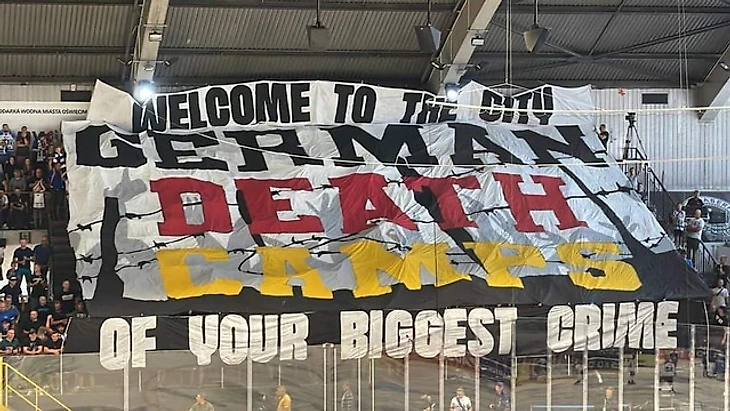 WELCOME TO THE CITY
GERMAN
DEATH
CAMPS
OF YOUR BIGGEST CRIME